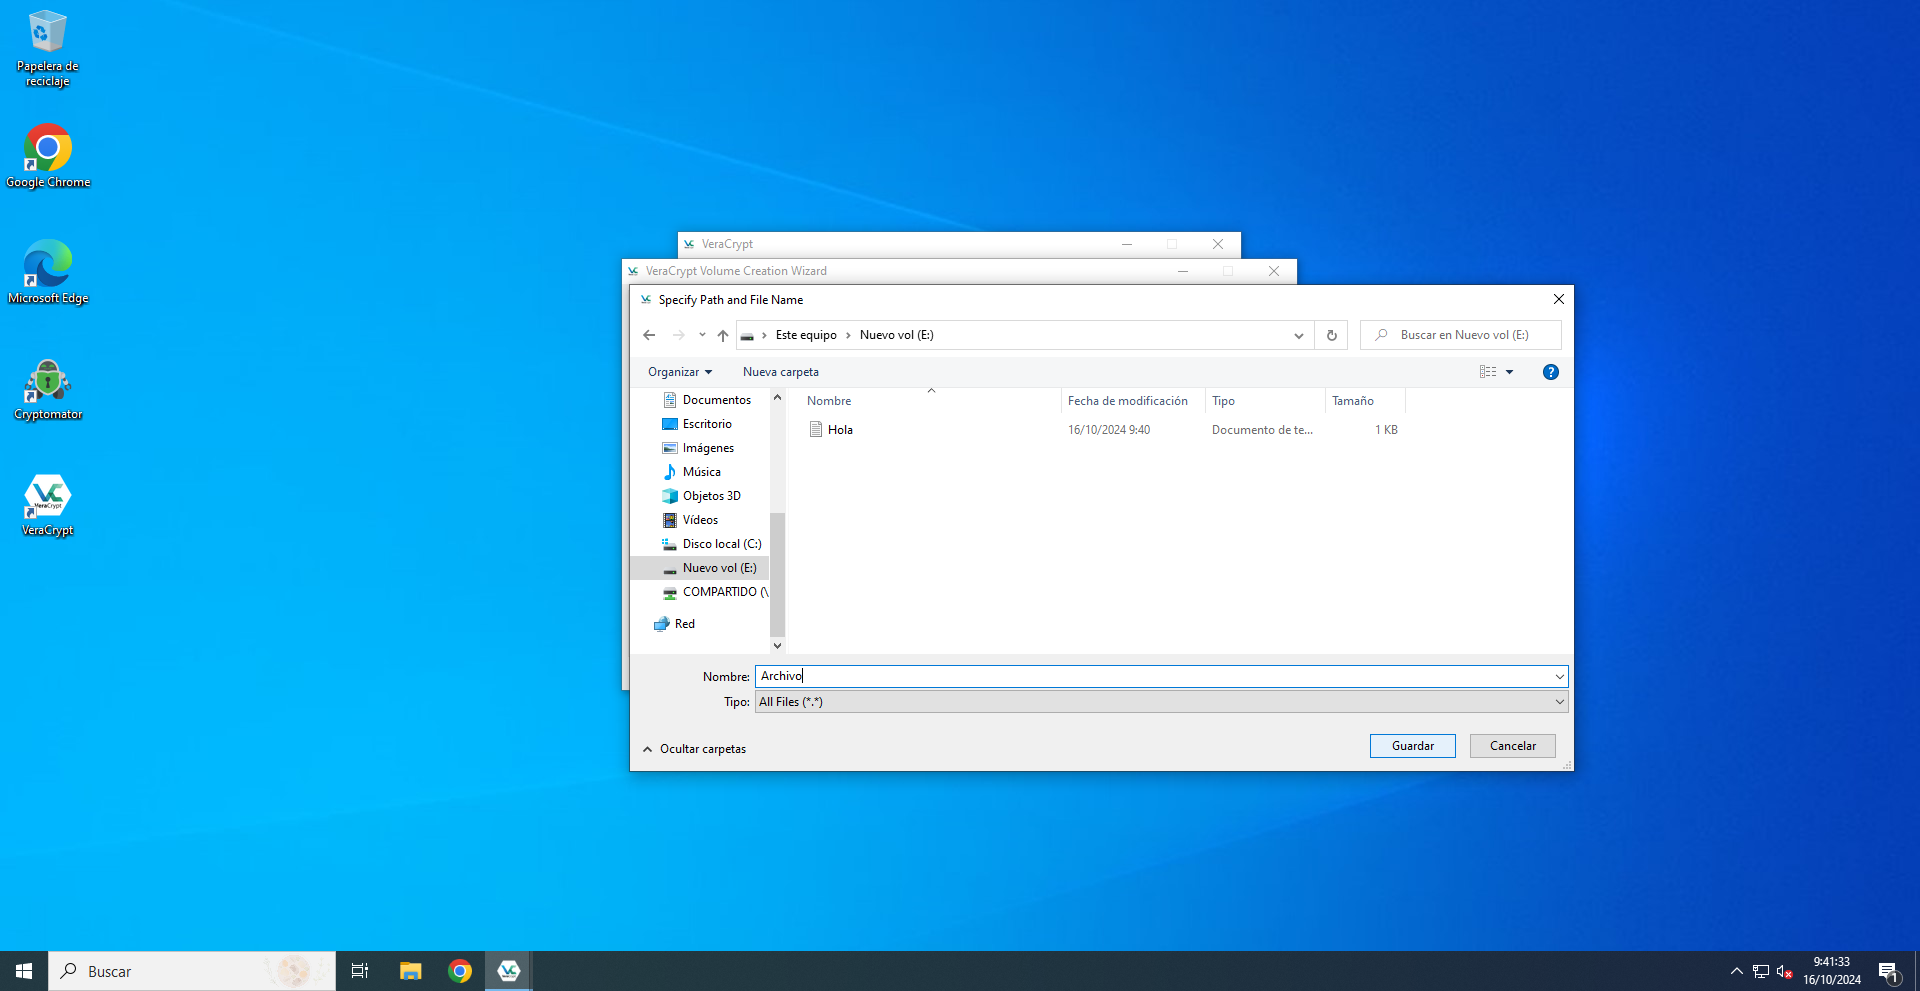 Papelera de
reciclaje
Google Chrome
Microsoft Edge
Cryptomator
VeraCrypt
VeraCrypt
VeraCrypt
VeraCrypt Volume Creation Wizard
Specify Path and File Name
Este equipo
Nuevo vol (E:)
Buscar en Nuevo vol (E:)
Organizar
Nueva carpeta
?
Documentos
Escritorio
Imágenes
Música
Objetos 3D
Vídeos
Disco local (C:)
Nuevo vol (E:)
COMPARTIDO (\
Red
Nombre
Fecha de modificación
Tipo
Tamaño
Hola
16/10/2024 9:40
Documento de te...
1 KB
Nombre:
Archivo
Tipo:
All Files (*.*)
Ocultar carpetas
Guardar
Cancelar
Buscar
9:41:33
16/10/2024
1